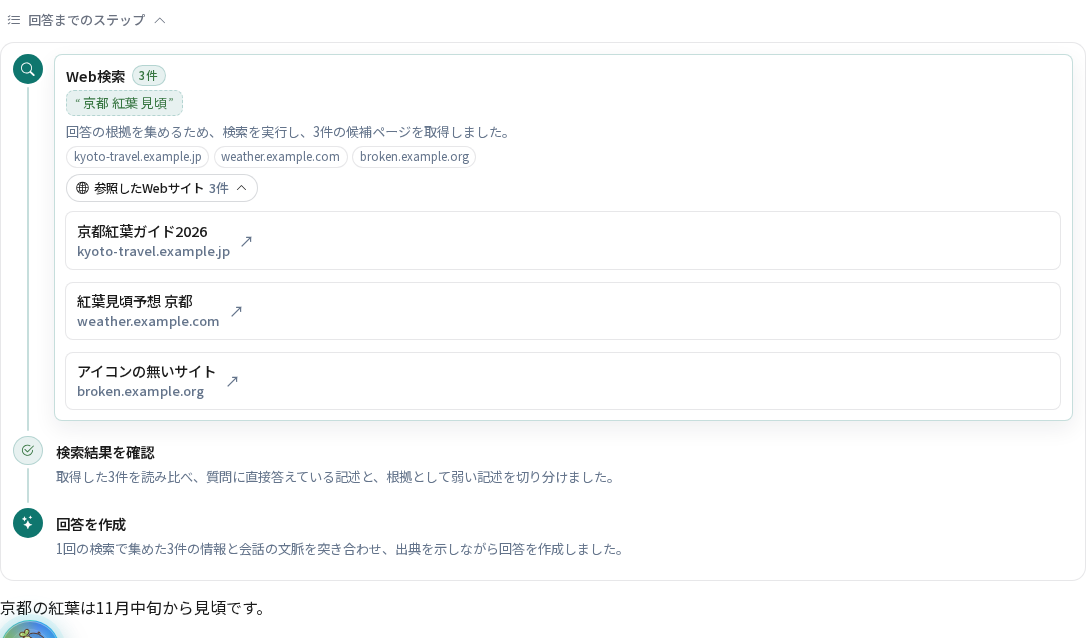 回答までのステップ
Web検索 3件
“京都 紅葉 見頃”
回答の根拠を集めるため、検索を実行し、3件の候補ページを取得しました。
kyoto-travel.example.jp weather.example.com broken.example.org
参照したWebサイト 3件
京都紅葉ガイド2026
kyoto-travel.example.jp
紅葉見頃予想 京都
weather.example.com
アイコンの無いサイト
broken.example.org
検索結果を確認
取得した3件を読み比べ、質問に直接答えている記述と、根拠として弱い記述を切り分けました。
回答を作成
1回の検索で集めた3件の情報と会話の文脈を突き合わせ、出典を示しながら回答を作成しました。
京都の紅葉は11月中旬から見頃です。